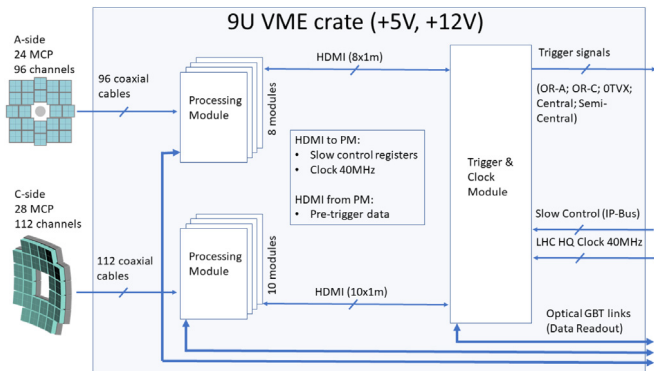 9U VME crate (+5V, +12V)
A-side
24 MCP
96 channels
96 coaxial
cables
Processing
Module
8 modules
HDMI (8x1m)
HDMI to PM:
• Slow control registers
• Clock 40MHz
HDMI from PM:
• Pre-trigger data
Trigger &
Clock
Module
Trigger signals
(OR-A; OR-C; 0TVX;
Central; Semi-
Central)
C-side
28 MCP
112 channels
112 coaxial
cables
Processing
Module
10 modules
HDMI (10x1m)
Slow Control (IP-Bus)
LHC HQ Clock 40MHz
Optical GBT links
(Data Readout)